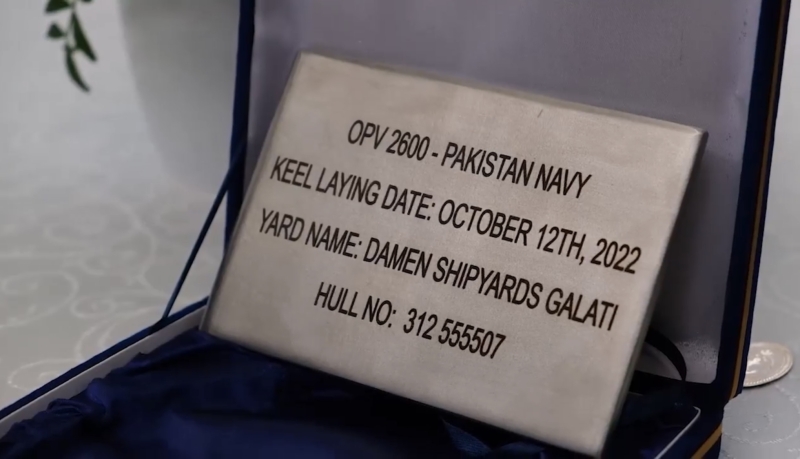 OPV 2600 - PAKISTAN NAVY
KEEL LAYING DATE: OCTOBER 12TH, 2022
YARD NAME: DAMEN SHIPYARDS GALATI
HULL NO: 312 555507